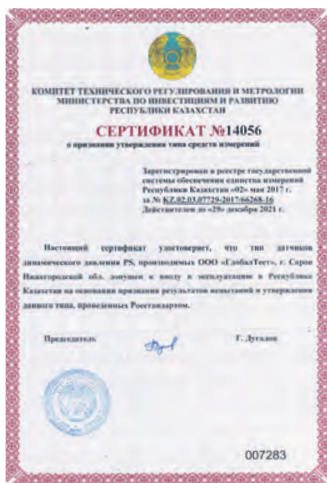 КОМИТЕТ ТЕХНИЧЕСКОГО РЕГУЛИРОВАНИЯ И МЕТРОЛОГИИ
МИНИСТЕРСТВА ПО ИНВЕСТИЦИЯМ И РАЗВИТИЮ
РЕСПУБЛИКИ КАЗАХСТАН
СЕРТИФИКАТ №14056
о признании утверждения типа средств измерений
Зарегистрирован в реестре государственной
системы обеспечения единства измерений
Республики Казахстан «02» мая 2017 г.
за № KZ.02.03.07729-2017/66268-16
Действителен до «29» декабря 2021 г.
Настоящий сертификат удостоверяет, что тип датчиков
динамического давления PS, производимых ООО «ГлобалТест», г. Саров
Нижегородской обл. допущен к вводу в эксплуатацию в Республике
Казахстан на основании признания результатов испытаний и утверждения
данного типа, проведенных Росстандартом.
Председатель Г. Дугалов
007283